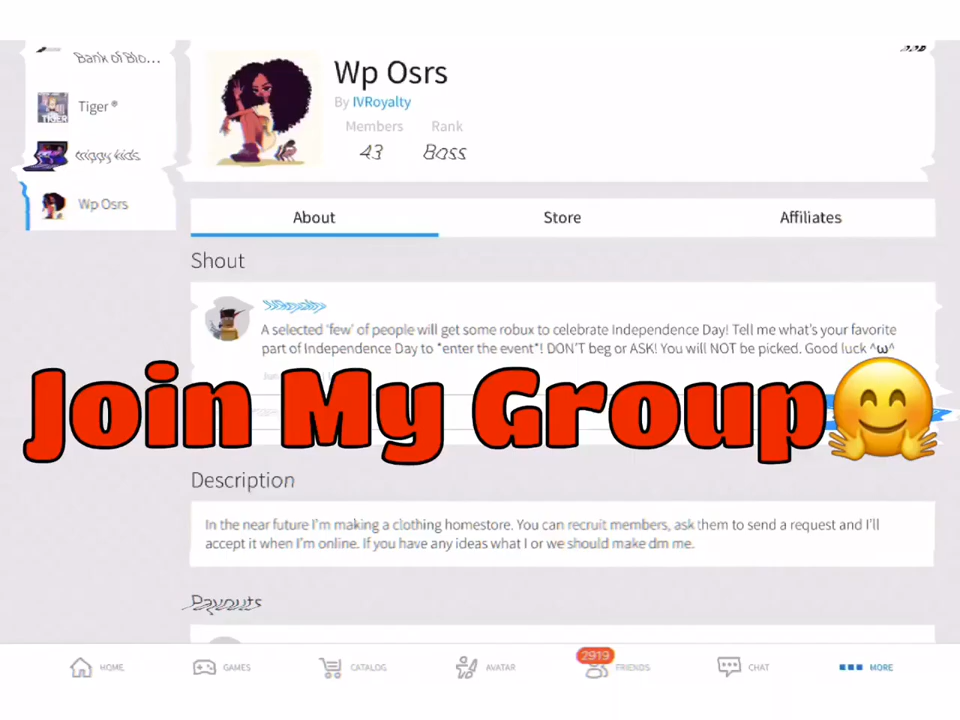 Bank of Blo...
Tiger ®
trippy kids.
Wp Osrs
Wp Osrs
By IVRoyalty
Members Rank
43 Boss
About Store Affiliates
Shout
IVRoyalty
A selected 'few' of people will get some robux to celebrate Independence Day! Tell me what's your favorite
part of Independence Day to *enter the event*! DON'T beg or ASK! You will NOT be picked. Good luck ^ω^
Join My Group🤗
Description
In the near future I'm making a clothing homestore. You can recruit members, ask them to send a request and I'll
accept it when I'm online. If you have any ideas what I or we should make dm me.
Payouts
2919
HOME GAMES CATALOG AVATAR FRIENDS CHAT MORE